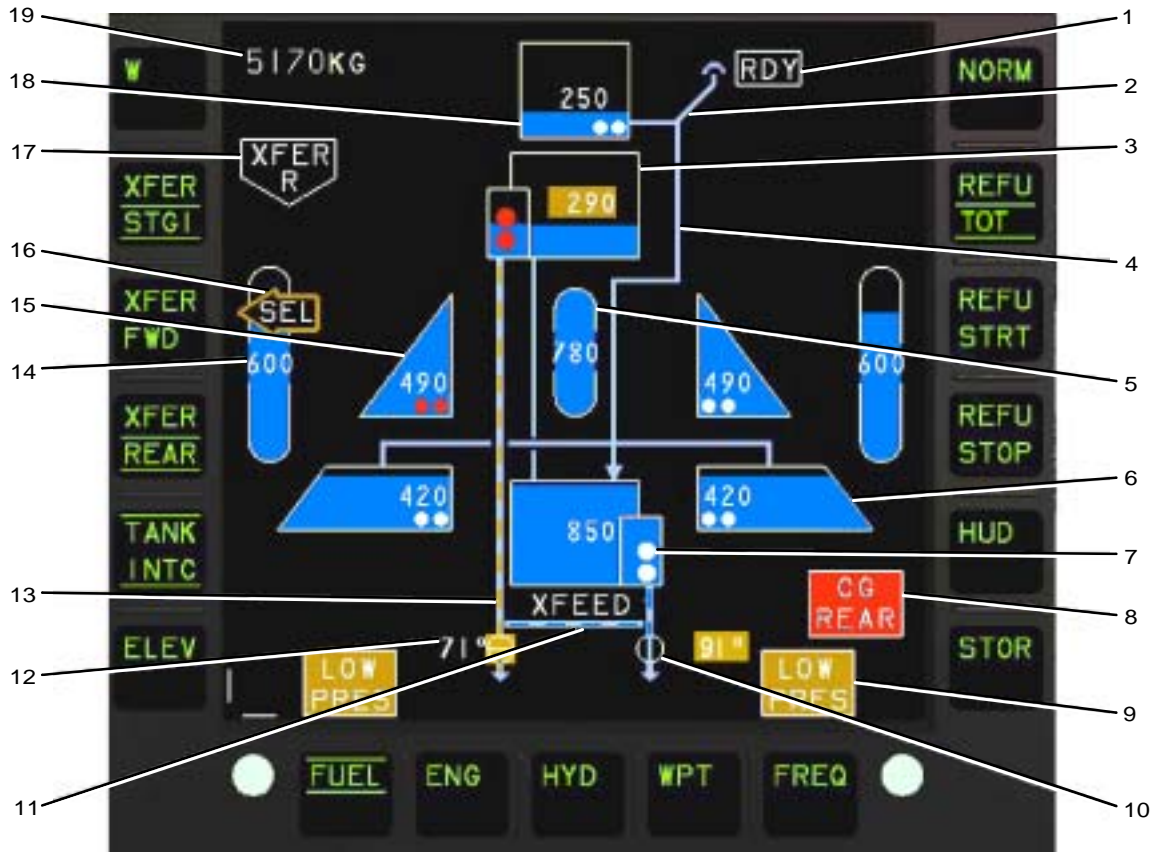 19
1
5170KG
RDY
W
NORM
18
250
2
17
XFER
R
3
XFER
STGI
290
REFU
TOT
4
16
SEL
XFER
FWD
REFU
STRT
15
600
780
600
14
490
490
5
XFER
REAR
REFU
STOP
420
420
6
TANK
INTC
850
HUD
7
13
XFEED
CG
REAR
8
12
71°
91°
ELEV
STOR
LOW
PRES
LOW
PRES
9
11
FUEL
ENG
HYD
WPT
FREQ
10